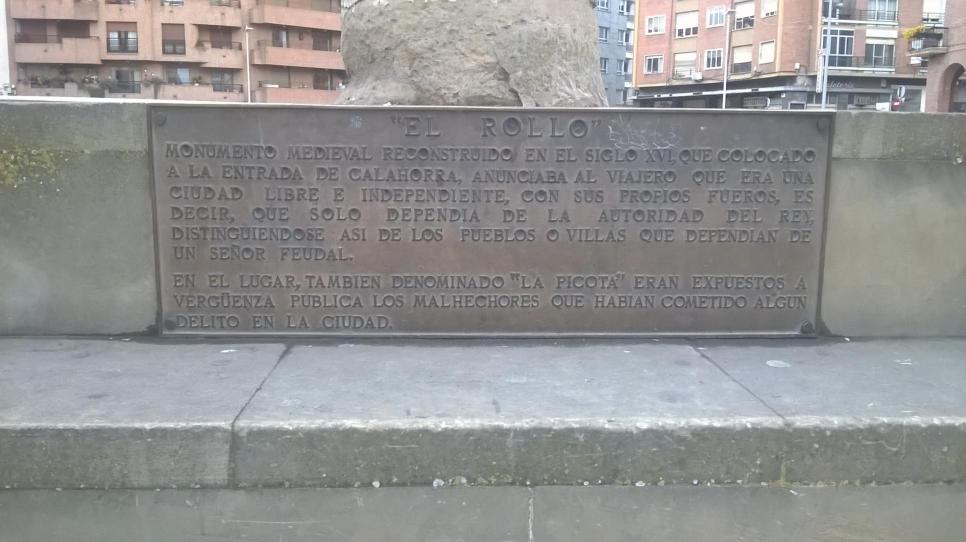 "EL ROLLO"
MONUMENTO MEDIEVAL RECONSTRUIDO EN EL SIGLO XVI, QUE COLOCADO
A LA ENTRADA DE CALAHORRA, ANUNCIABA AL VIAJERO QUE ERA UNA
CIUDAD LIBRE E INDEPENDIENTE, CON SUS PROPIOS FUEROS, ES
DECIR, QUE SOLO DEPENDIA DE LA AUTORIDAD DEL REY,
DISTINGUIENDOSE ASI DE LOS PUEBLOS O VILLAS QUE DEPENDIAN DE
UN SEÑOR FEUDAL.
EN EL LUGAR, TAMBIEN DENOMINADO "LA PICOTA" ERAN EXPUESTOS A
VERGÜENZA PUBLICA LOS MALHECHORES QUE HABIAN COMETIDO ALGUN
DELITO EN LA CIUDAD.